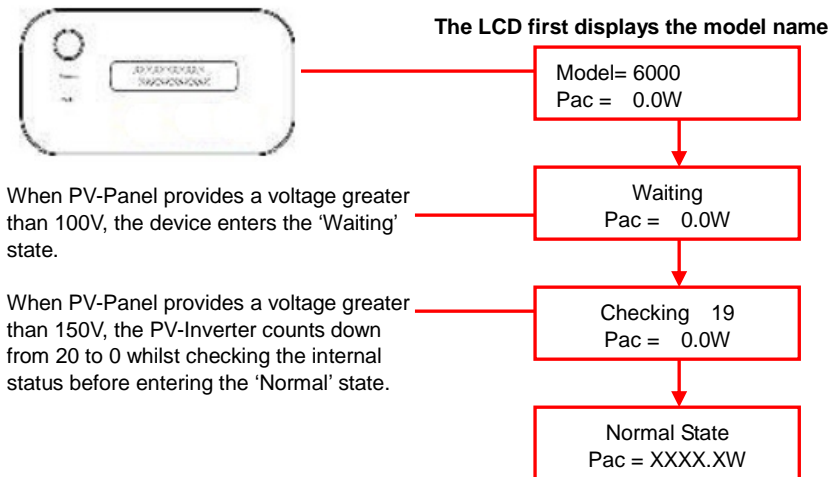 The LCD first displays the model name
Model= 6000
Pac = 0.0W
When PV-Panel provides a voltage greater
than 100V, the device enters the ‘Waiting’
state.
Waiting
Pac = 0.0W
When PV-Panel provides a voltage greater
than 150V, the PV-Inverter counts down
from 20 to 0 whilst checking the internal
status before entering the ‘Normal’ state.
Checking 19
Pac = 0.0W
Normal State
Pac = XXXX.XW